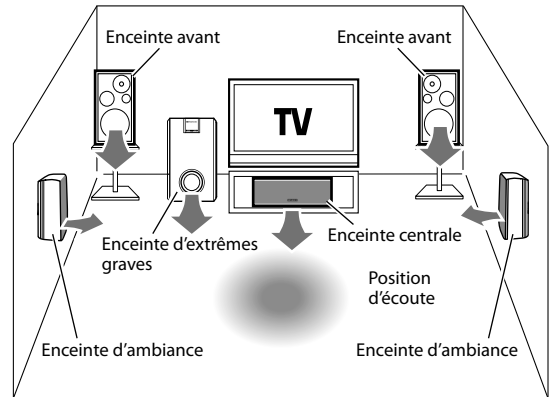 Enceinte avant
Enceinte avant
TV
Enceinte d'extrêmes
graves
Enceinte centrale
Position
d'écoute
Enceinte d'ambiance
Enceinte d'ambiance